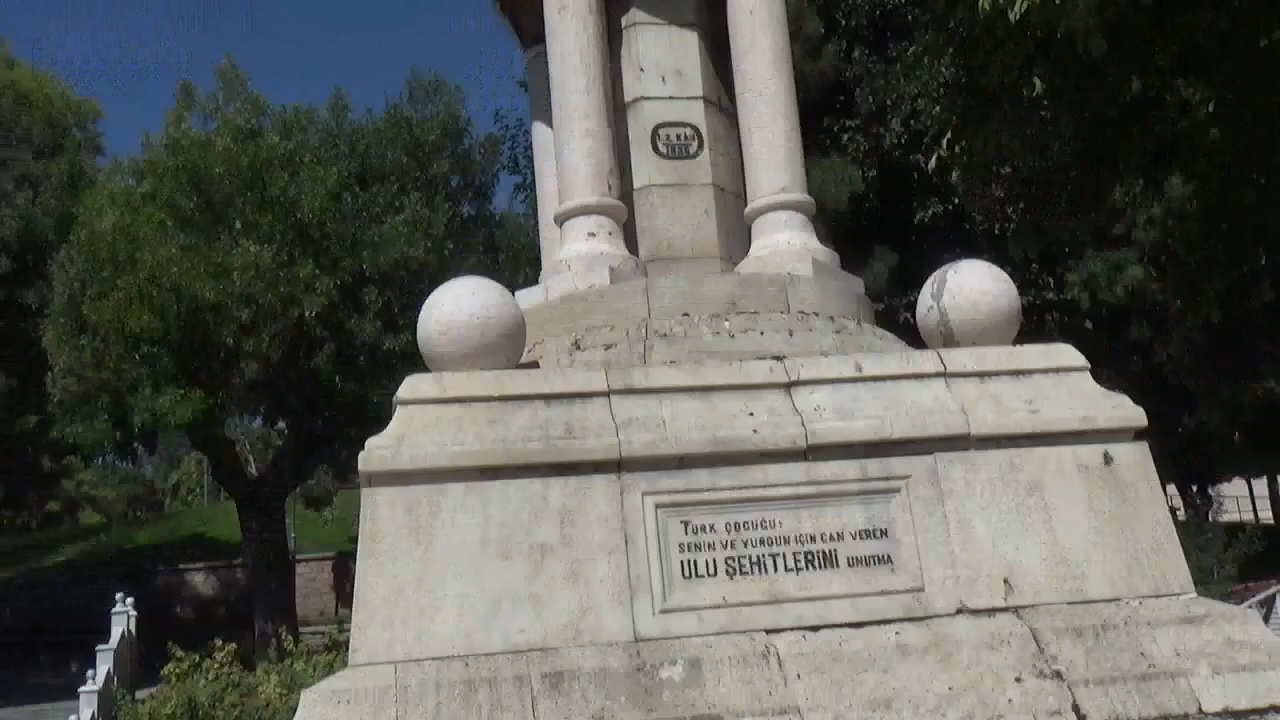 TÜRK ÇOCUĞU:
SENİN VE YURDUN İÇİN CAN VEREN
ULU ŞEHİTLERİNİ UNUTMA